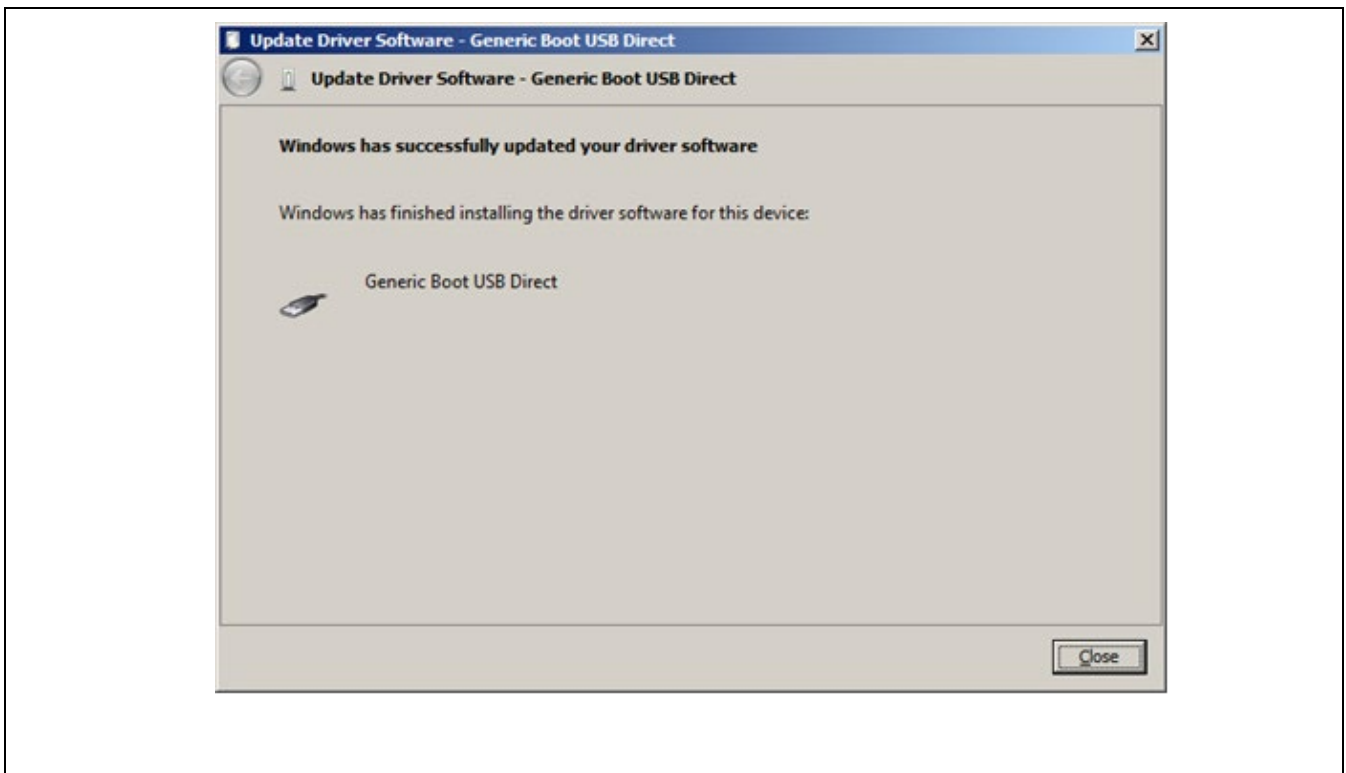 Update Driver Software - Generic Boot USB Direct
Update Driver Software - Generic Boot USB Direct
Windows has successfully updated your driver software
Windows has finished installing the driver software for this device:
Generic Boot USB Direct
Close